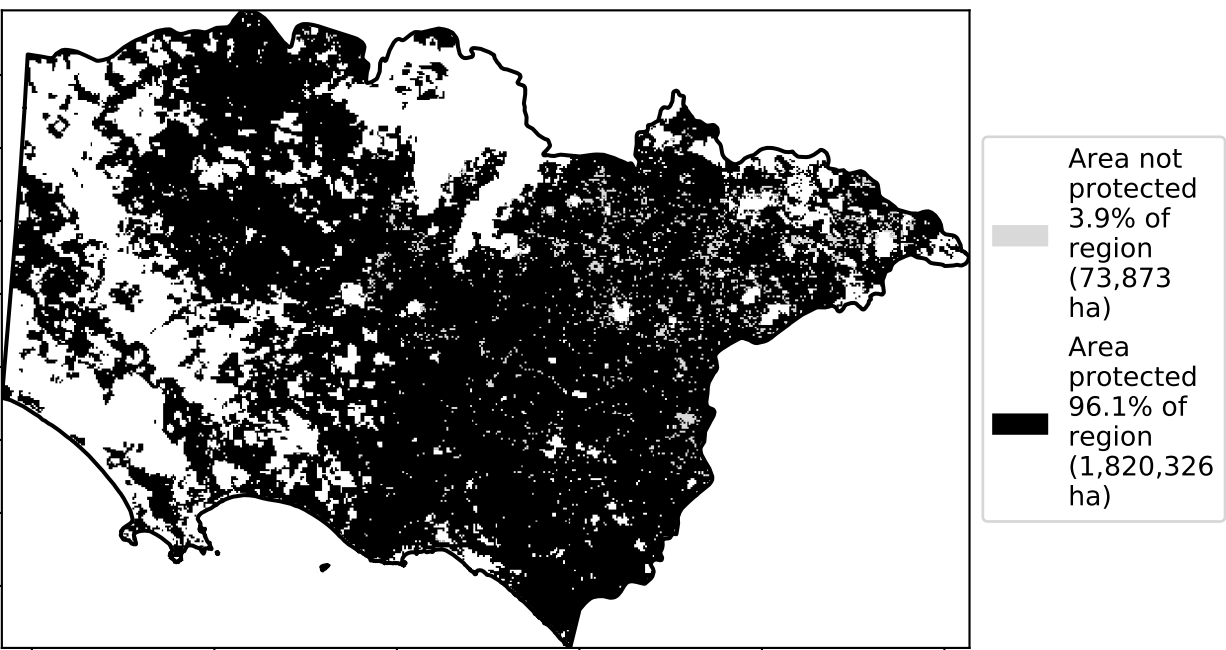 Area not
protected
3.9% of
region
(73,873
ha)
Area
protected
96.1% of
region
(1,820,326
ha)